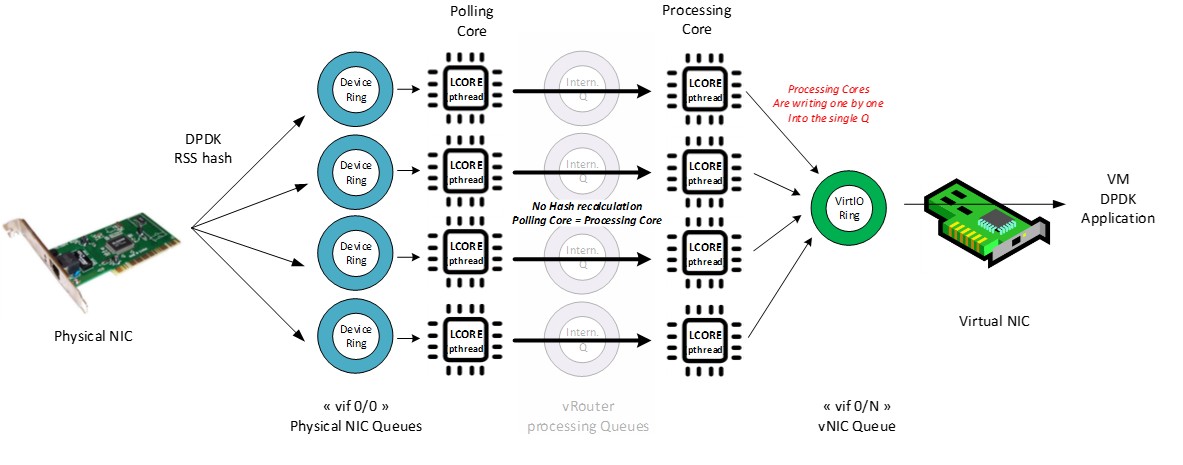 Polling
Core
Processing
Core
DPDK
RSS hash
Device
Ring
LCORE
pthread
Intern.
Q
LCORE
pthread
Processing Cores
Are writing one by one
Into the single Q
Device
Ring
LCORE
pthread
Intern.
Q
LCORE
pthread
No Hash recalculation
Polling Core = Processing Core
VirtIO
Ring
VM
DPDK
Application
Device
Ring
LCORE
pthread
Q
LCORE
pthread
Physical NIC
Device
Ring
LCORE
pthread
Intern.
Q
LCORE
pthread
Virtual NIC
« vif 0/0 »
Physical NIC Queues
vRouter
processing Queues
« vif 0/N »
vNIC Queue